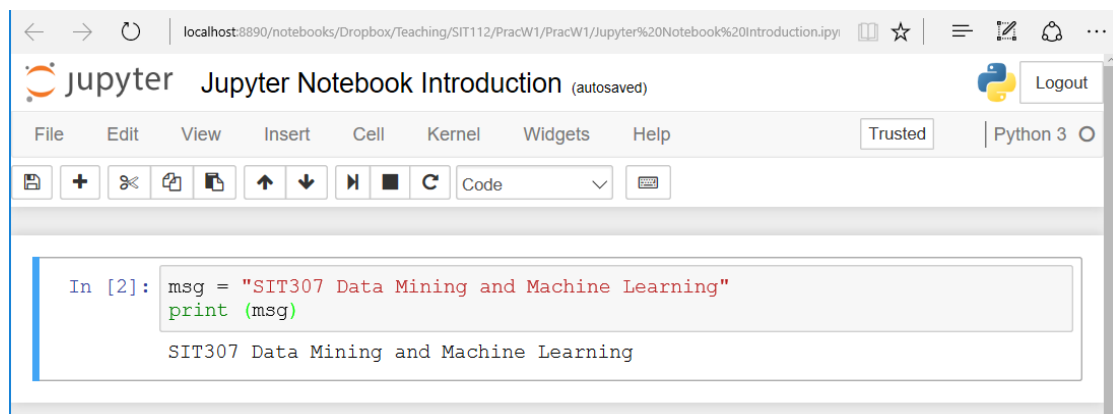 localhost:8890/notebooks/Dropbox/Teaching/SIT112/PracW1/PracW1/Jupyter%20Notebook%20Introduction.ipy
jupyter Jupyter Notebook Introduction (autosaved) Logout
File Edit View Insert Cell Kernel Widgets Help Trusted Python 3
Code
In [2]: msg = "SIT307 Data Mining and Machine Learning"
print (msg)
SIT307 Data Mining and Machine Learning